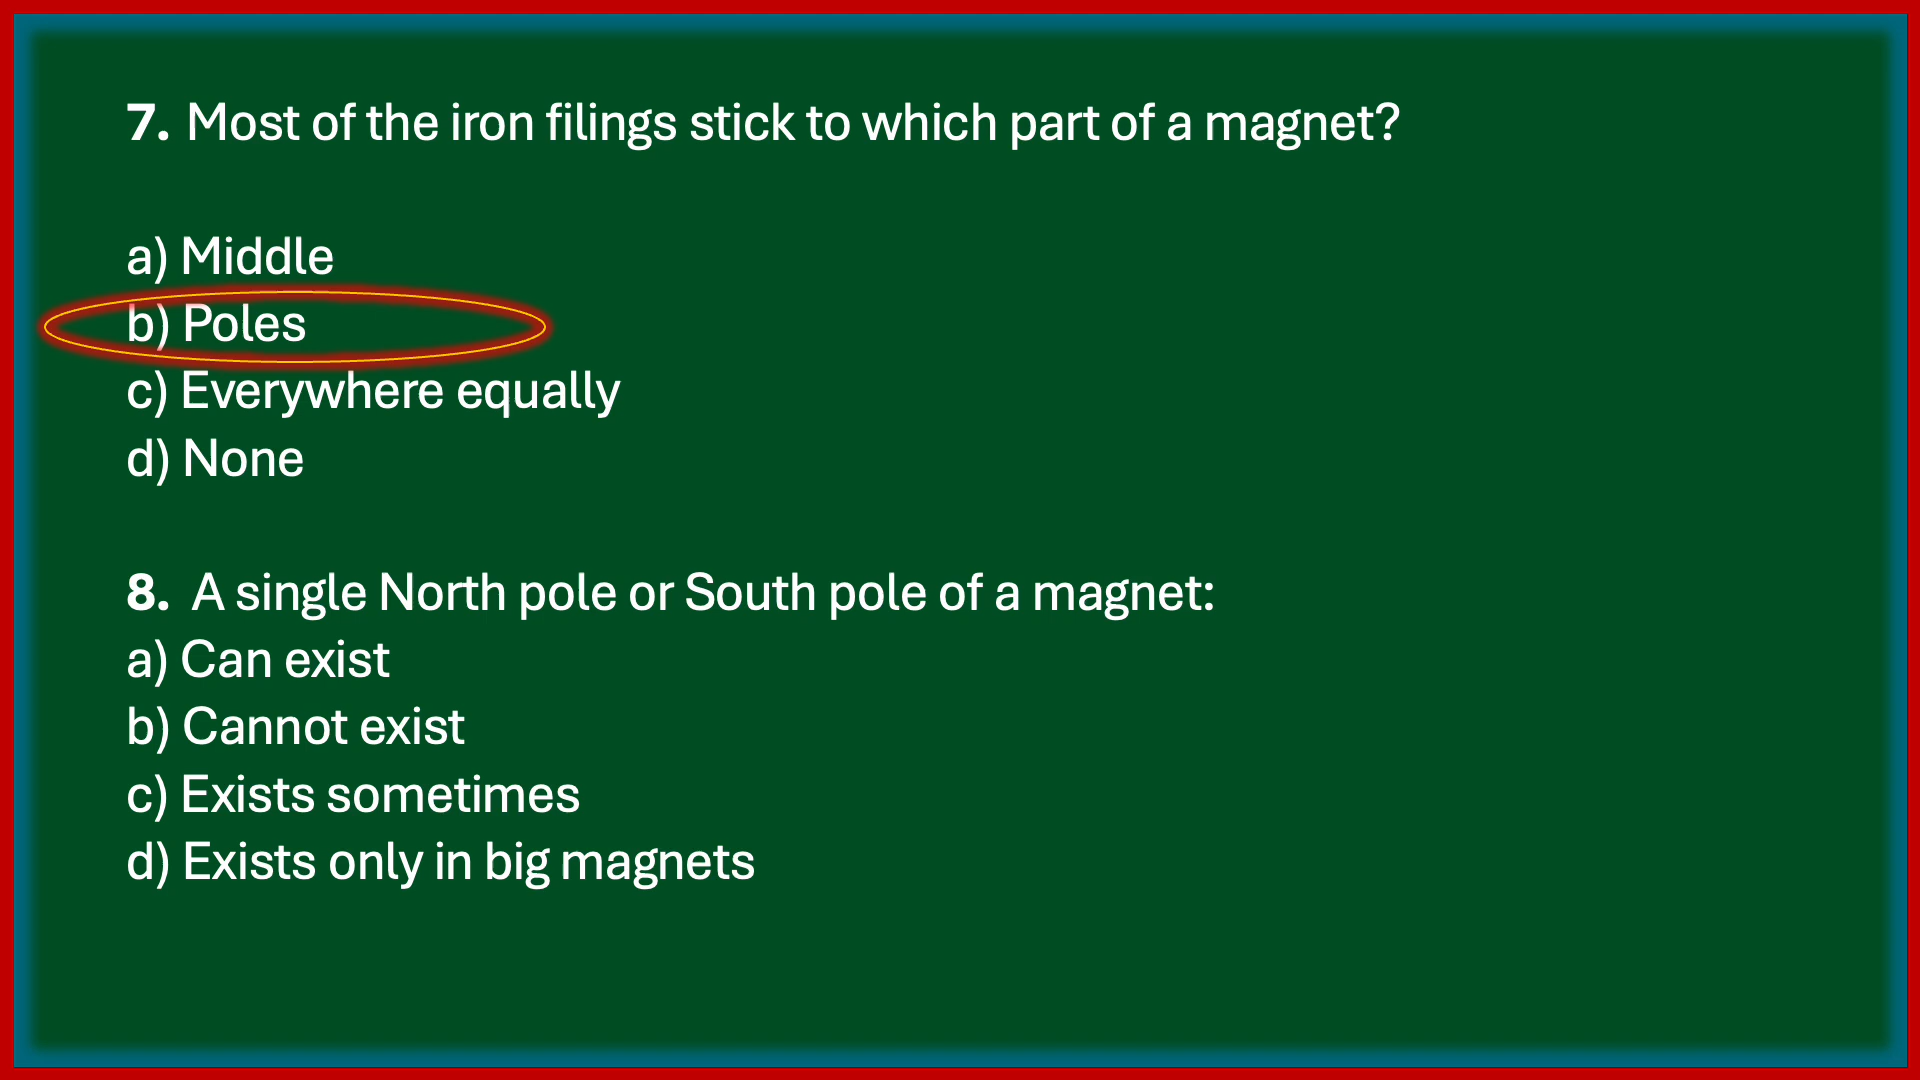 7. Most of the iron filings stick to which part of a magnet?
a) Middle
b) Poles
c) Everywhere equally
d) None
8. A single North pole or South pole of a magnet:
a) Can exist
b) Cannot exist
c) Exists sometimes
d) Exists only in big magnets